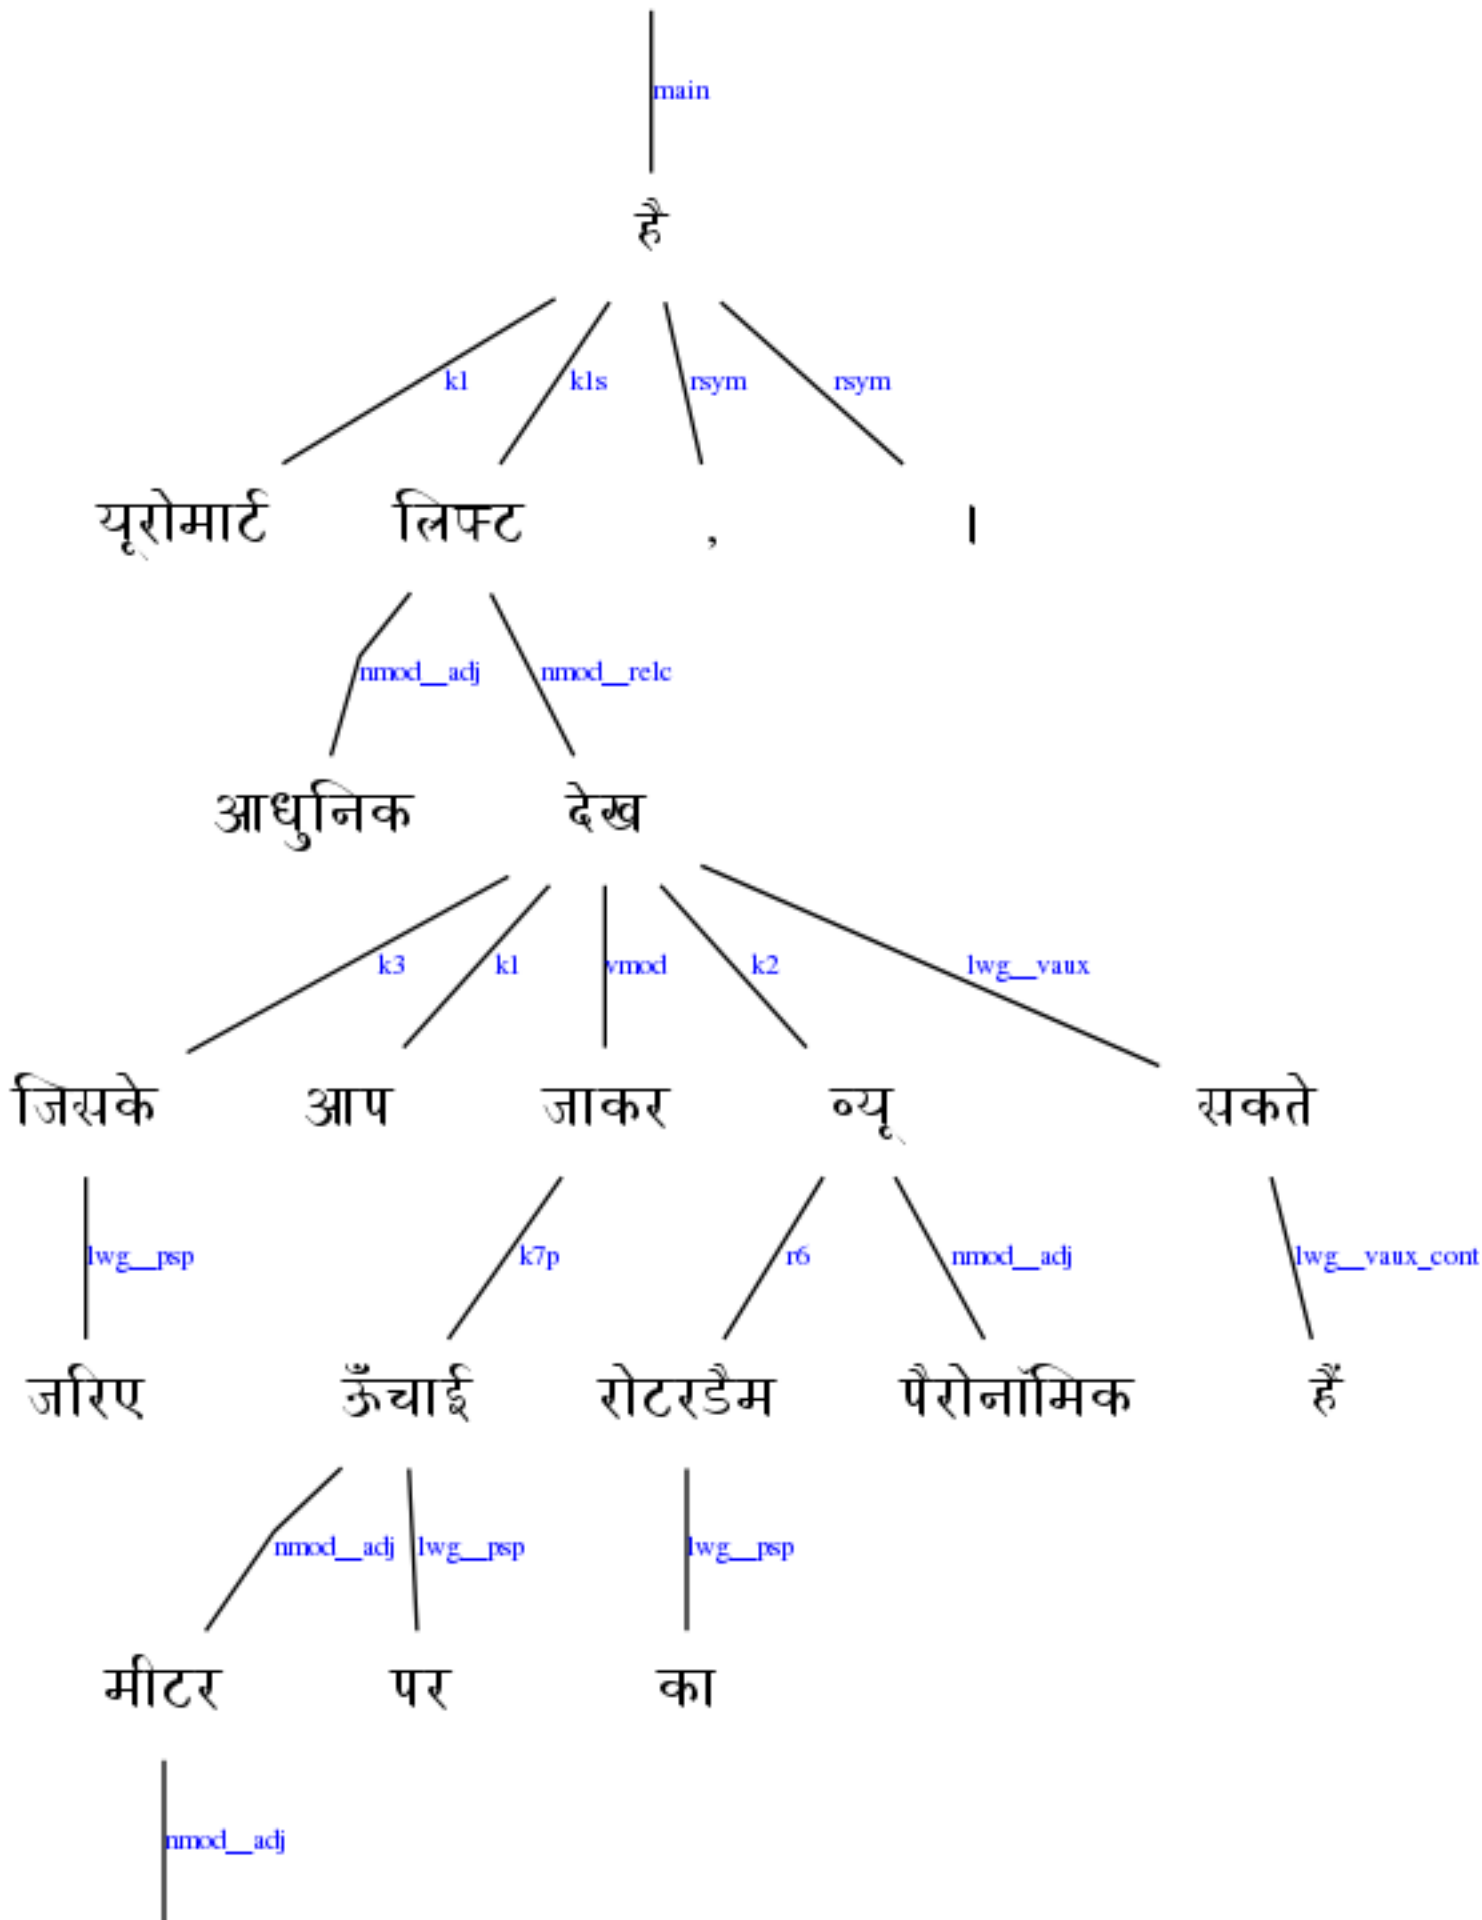 main
है
k1 k1s rsym rsym
यूरोमार्ट लिफ्ट , ।
nmod__adj nmod__relc
आधुनिक देख
k3 k1 vmod k2 lwg__vaux
जिसके आप जाकर व्यू सकते
lwg__psp k7p r6 nmod__adj lwg__vaux_cont
जरिए ऊँचाई रोटरडैम पैरोनॉमिक हैं
nmod__adj lwg__psp lwg__psp
मीटर पर का
nmod__adj